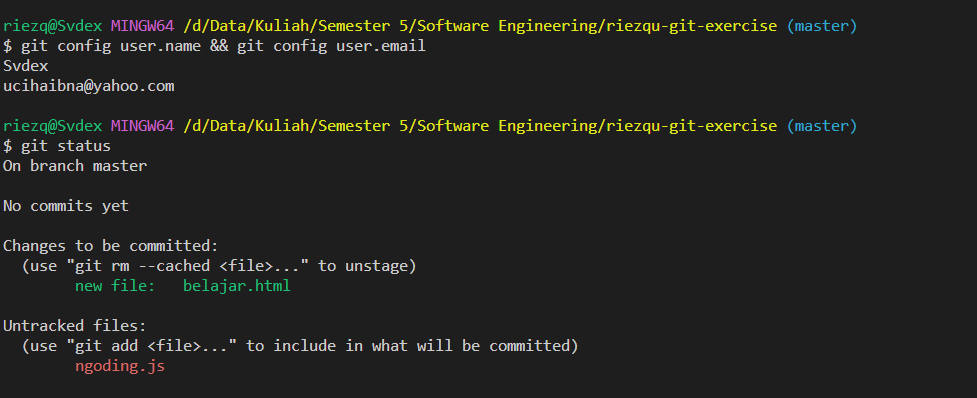 riezq@Svdex MINGW64 /d/Data/Kuliah/Semester 5/Software Engineering/riezqu-git-exercise (master)
$ git config user.name && git config user.email
Svdex
ucihaibna@yahoo.com
riezq@Svdex MINGW64 /d/Data/Kuliah/Semester 5/Software Engineering/riezqu-git-exercise (master)
$ git status
On branch master
No commits yet
Changes to be committed:
  (use "git rm --cached <file>..." to unstage)
        new file:   belajar.html
Untracked files:
  (use "git add <file>..." to include in what will be committed)
        ngoding.js